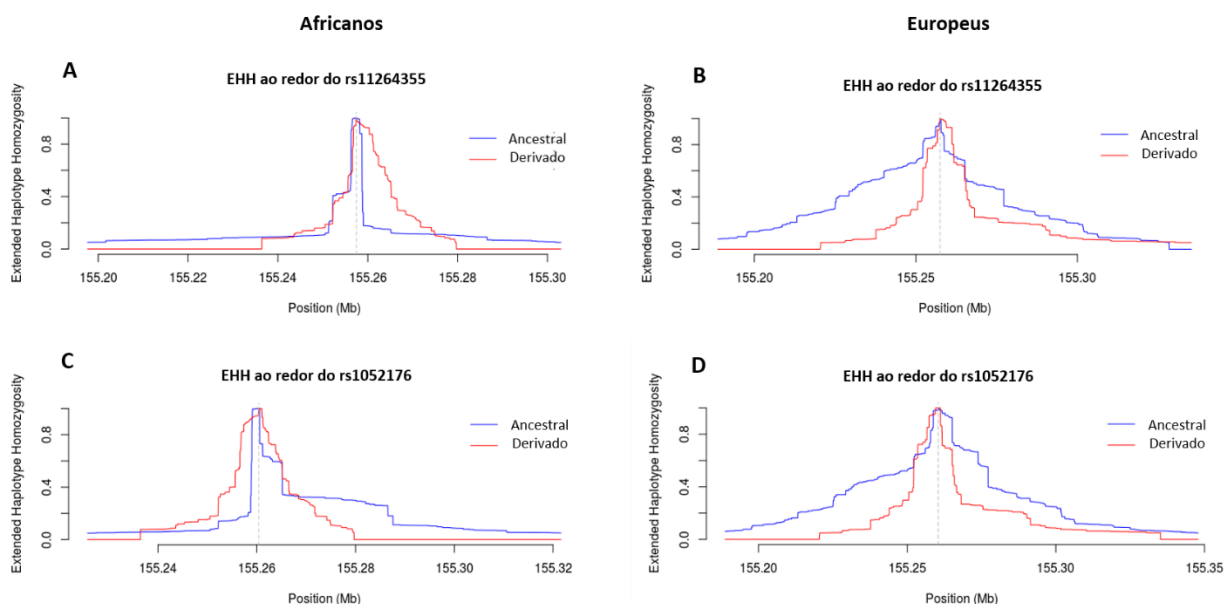 Africanos
Europeus
A
EHH ao redor do rs11264355
Extended Haplotype Homozygosity
0.0 0.4 0.8
Ancestral
Derivado
155.20 155.22 155.24 155.26 155.28 155.30
Position (Mb)
B
EHH ao redor do rs11264355
Extended Haplotype Homozygosity
0.0 0.4 0.8
Ancestral
Derivado
155.20 155.26 155.30
Position (Mb)
C
EHH ao redor do rs1052176
Extended Haplotype Homozygosity
0.0 0.4 0.8
Ancestral
Derivado
155.24 155.26 155.28 155.30 155.32
Position (Mb)
D
EHH ao redor do rs1052176
Extended Haplotype Homozygosity
0.0 0.4 0.8
Ancestral
Derivado
155.20 155.26 155.30 155.35
Position (Mb)